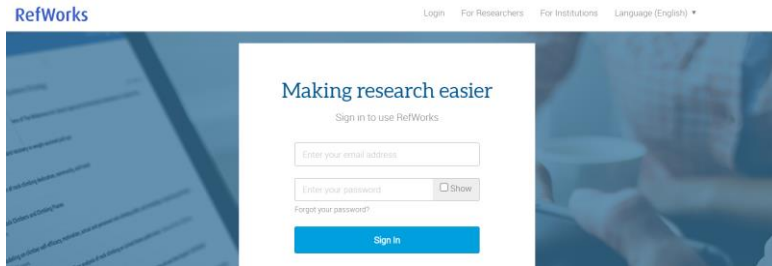 RefWorks
Login For Researchers For Institutions Language (English) ▼
Making research easier
Sign in to use RefWorks
Enter your email address
Enter your password Show
Forgot your password?
Sign In